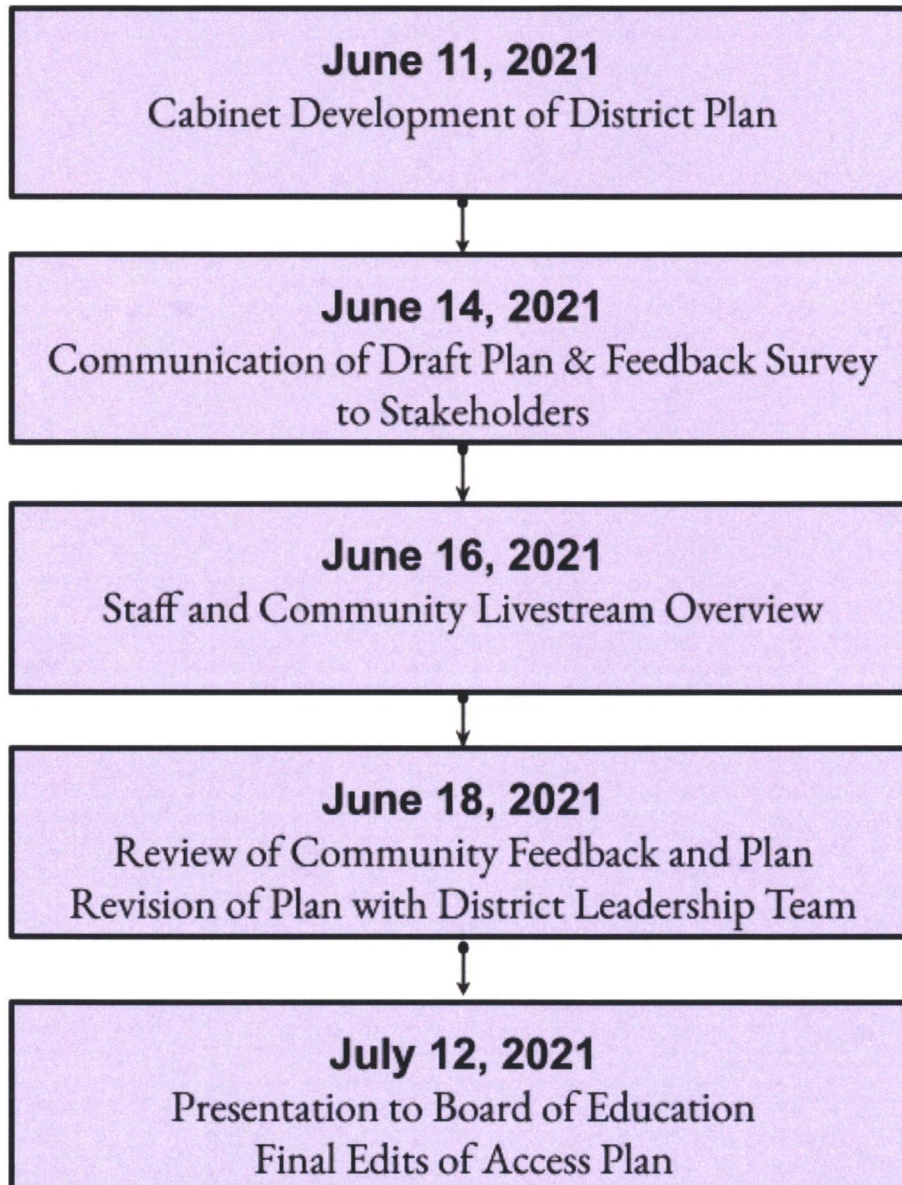 June 11, 2021
Cabinet Development of District Plan
June 14, 2021
Communication of Draft Plan & Feedback Survey
to Stakeholders
June 16, 2021
Staff and Community Livestream Overview
June 18, 2021
Review of Community Feedback and Plan
Revision of Plan with District Leadership Team
July 12, 2021
Presentation to Board of Education
Final Edits of Access Plan